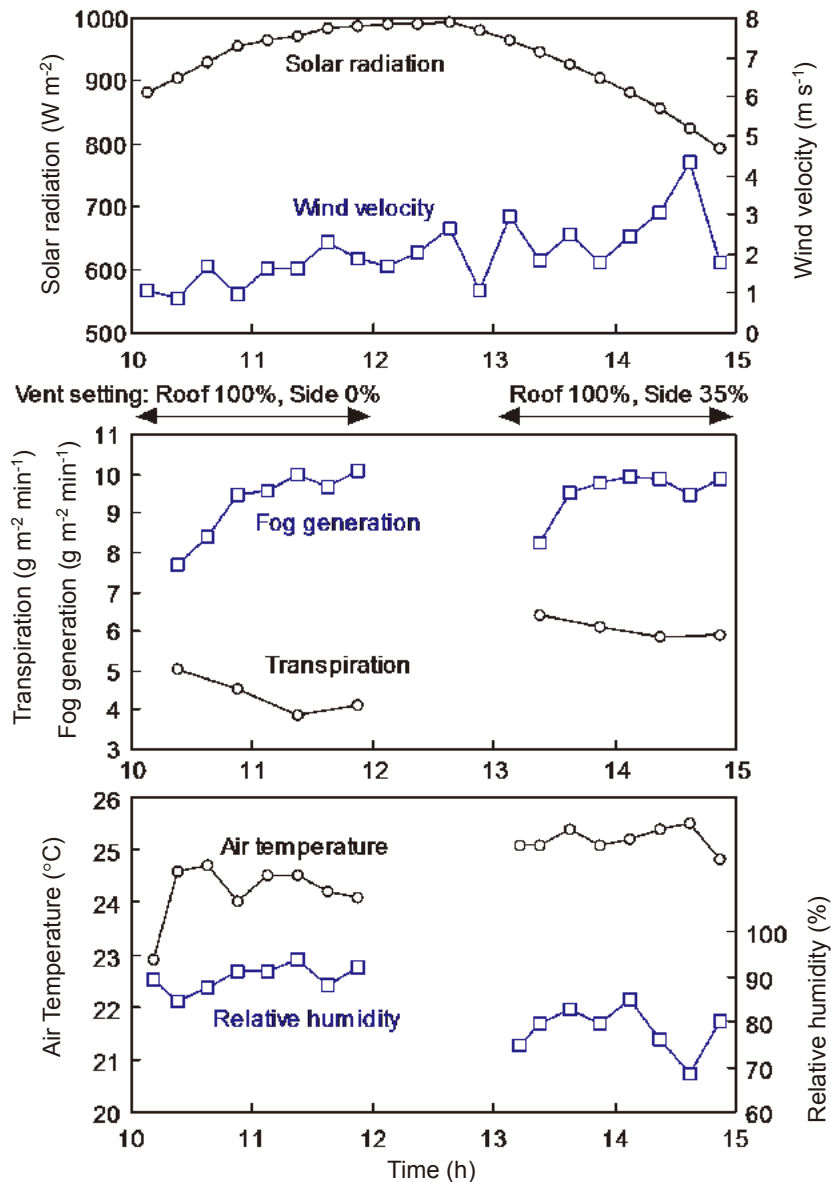 1000
900
800
700
600
500
Solar radiation (W m-2)
Solar radiation
Wind velocity
8
7
6
5
4
3
2
1
0
Wind velocity (m s-1)
10 11 12 13 14 15
Vent setting: Roof 100%, Side 0% Roof 100%, Side 35%
11
10
9
8
7
6
5
4
3
Transpiration (g m-2 min-1)
Fog generation (g m-2 min-1)
Fog generation
Transpiration
10 11 12 13 14 15
26
25
24
23
22
21
20
Air Temperature (°C)
Air temperature
Relative humidity
100
90
80
70
60
Relative humidity (%)
10 11 12 13 14 15
Time (h)